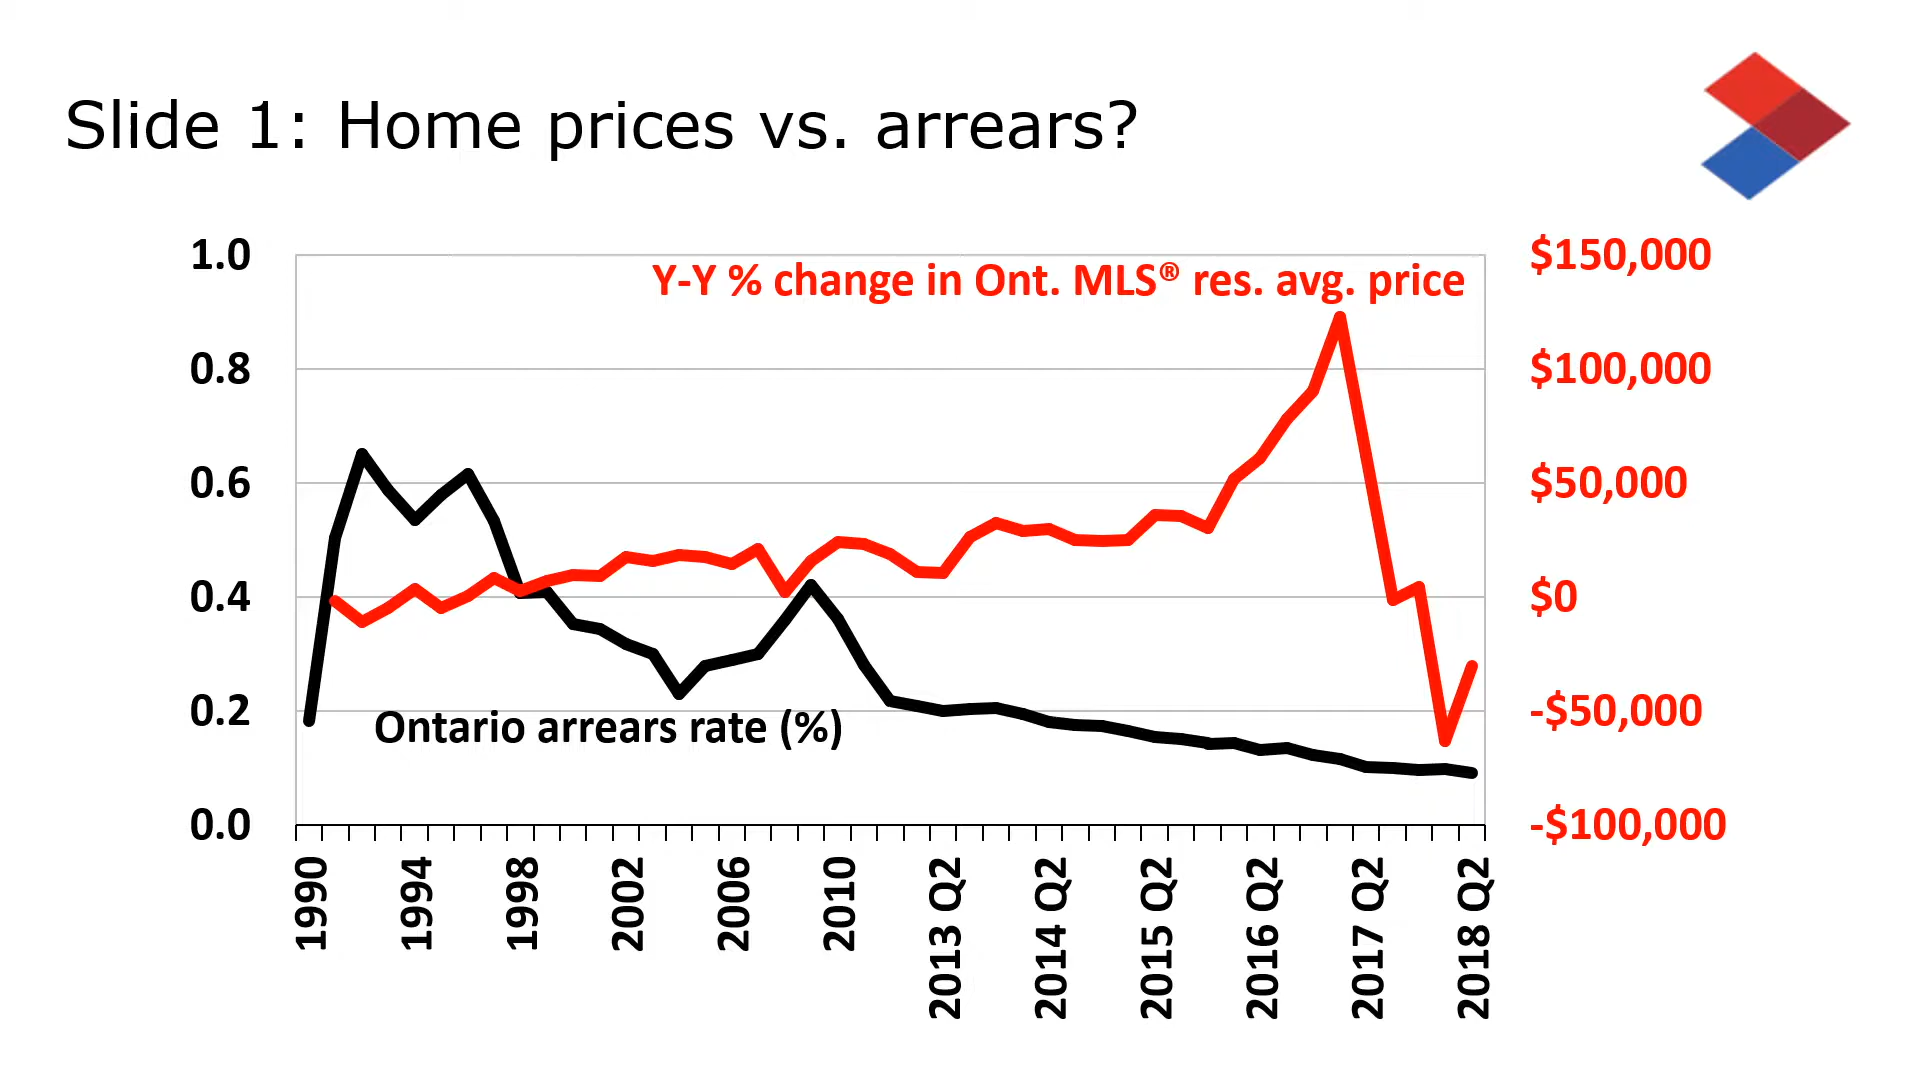 Slide 1: Home prices vs. arrears?
Y-Y % change in Ont. MLS® res. avg. price
Ontario arrears rate (%)
1.0
0.8
0.6
0.4
0.2
0.0
$150,000
$100,000
$50,000
$0
-$50,000
-$100,000
1990
1994
1998
2002
2006
2010
2013 Q2
2014 Q2
2015 Q2
2016 Q2
2017 Q2
2018 Q2